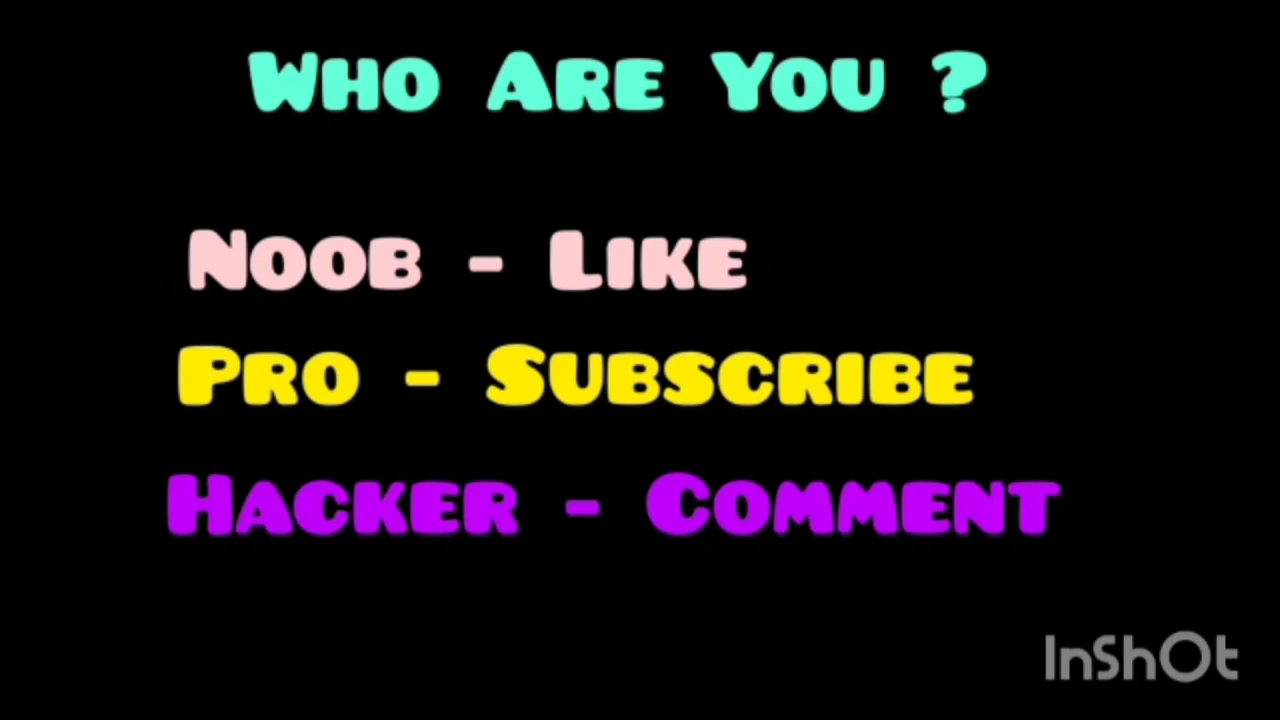 Who Are You ?
Noob - Like
Pro - Subscribe
Hacker - Comment
InShOt